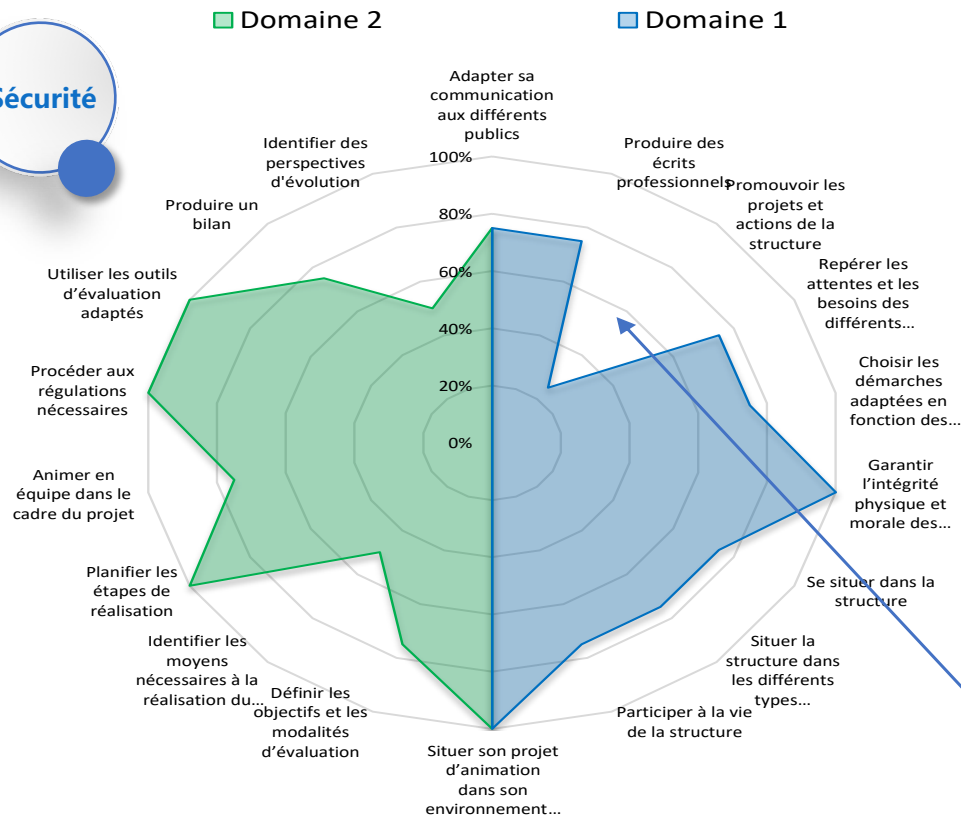 Domaine 2
Domaine 1
Sécurité
Adapter sa
communication
aux différents
publics
Produire des
écrits
professionnels
Promouvoir les
projets et
actions de la
structure
Repérer les
attentes et les
besoins des
différents...
Choisir les
démarches
adaptées en
fonction des...
Garantir
l’intégrité
physique et
morale des...
Se situer dans la
structure
Situer la
structure dans
les différents
types...
Participer à la vie
de la structure
Situer son projet
d’animation
dans son
environnement...
Définir les
objectifs et les
modalités
d’évaluation
Identifier les
moyens
nécessaires à la
réalisation du...
Planifier les
étapes de
réalisation
Animer en
équipe dans le
cadre du projet
Procéder aux
régulations
nécessaires
Utiliser les outils
d’évaluation
adaptés
Produire un
bilan
Identifier des
perspectives
d'évolution
100%
80%
60%
40%
20%
0%